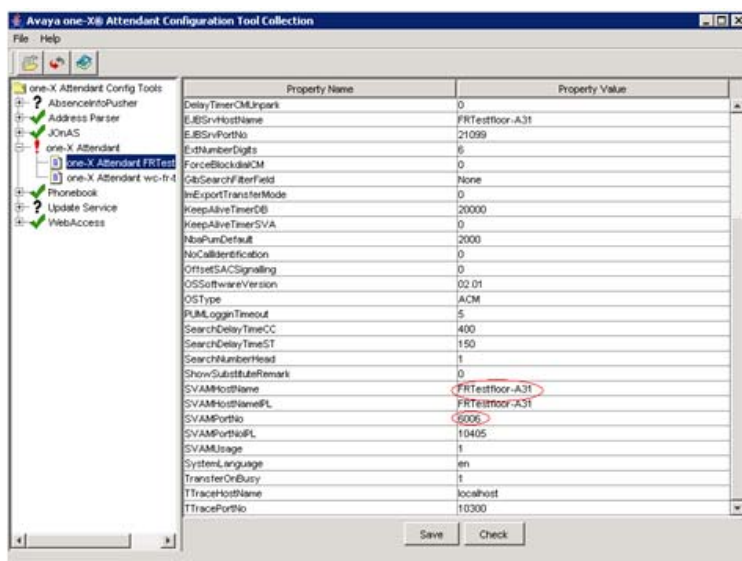 Avaya one-X® Attendant Configuration Tool Collection
File Help
one-X Attendant Config Tools
AbsenceInfoPusher
Address Parser
JOnAS
one-X Attendant
one-X Attendant FRTest
one-X Attendant wc-fr-t
Phonebook
Update Service
WebAccess
Property Name Property Value
DelayTimerCMUnpark 0
EJBSrvHostName FRTestfloor-A31
EJBSrvPortNo 21099
ExtNumberDigits 6
ForceBlockdialCM 0
GlbSearchFilterField None
ImExportTransferMode 0
KeepAliveTimerDB 20000
KeepAliveTimerSVA 0
NbaPumDefault 2000
NoCallIdentification 0
OffsetSACSignalling 0
OSSoftwareVersion 02.01
OSType ACM
PUMLogginTimeout 5
SearchDelayTimeCC 400
SearchDelayTimeST 150
SearchNumberHead 1
ShowSubstituteRemark 0
SVAMHostName FRTestfloor-A31
SVAMHostNameIPL FRTestfloor-A31
SVAMPortNo 6006
SVAMPortNoIPL 10405
SVAMUsage 1
SystemLanguage en
TransferOnBusy 1
TTraceHostName localhost
TTracePortNo 10300
Save Check